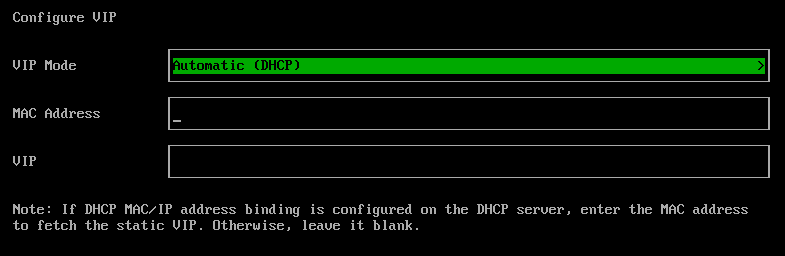 Configure VIP
VIP Mode
Automatic (DHCP) >
MAC Address
_
VIP
Note: If DHCP MAC/IP address binding is configured on the DHCP server, enter the MAC address
to fetch the static VIP. Otherwise, leave it blank.